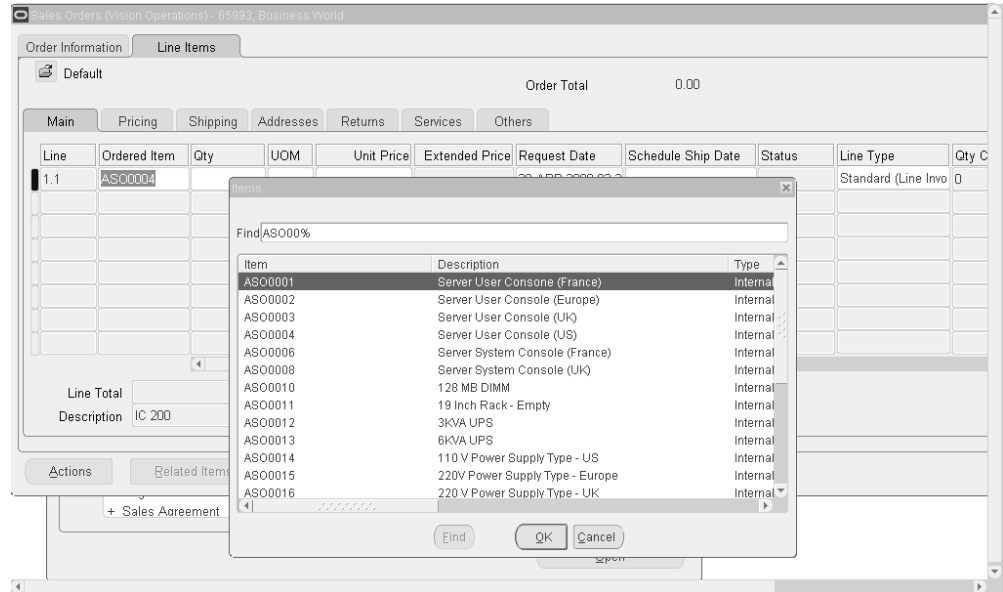 Sales Orders (Vision Operations) - 65993, Business World
Order Information Line Items
Default
Order Total 0.00
Main Pricing Shipping Addresses Returns Services Others
Line Ordered Item Qty UOM Unit Price Extended Price Request Date Schedule Ship Date Status Line Type Qty C
1.1 ASO0004 Standard (Line Invo 0
Items
Find ASO00%
Item Description Type
ASO0001 Server User Consone (France) Internal
ASO0002 Server User Console (Europe) Internal
ASO0003 Server User Console (UK) Internal
ASO0004 Server User Console (US) Internal
ASO0006 Server System Console (France) Internal
ASO0008 Server System Console (UK) Internal
ASO0010 128 MB DIMM Internal
ASO0011 19 Inch Rack - Empty Internal
ASO0012 3KVA UPS Internal
ASO0013 6KVA UPS Internal
ASO0014 110 V Power Supply Type - US Internal
ASO0015 220V Power Supply Type - Europe Internal
ASO0016 220 V Power Supply Type - UK Internal
Line Total
Description IC 200
Actions Related Items
+ Sales Agreement
Find OK Cancel
Open